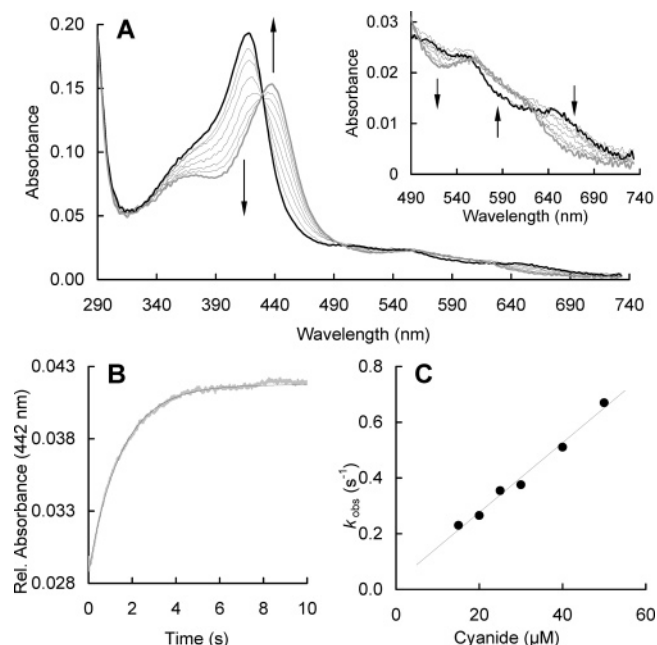 A
0.20
0.15
0.10
0.05
0.00
Absorbance
290 340 390 440 490 540 590 640 690 740
Wavelength (nm)
0.03
0.02
0.01
0
Absorbance
490 540 590 640 690 740
Wavelength (nm)
B
0.043
0.038
0.033
0.028
Rel. Absorbance (442 nm)
0 2 4 6 8 10
Time (s)
C
0.8
0.6
0.4
0.2
0.0
k obs (s-1)
0 20 40 60
Cyanide (µM)